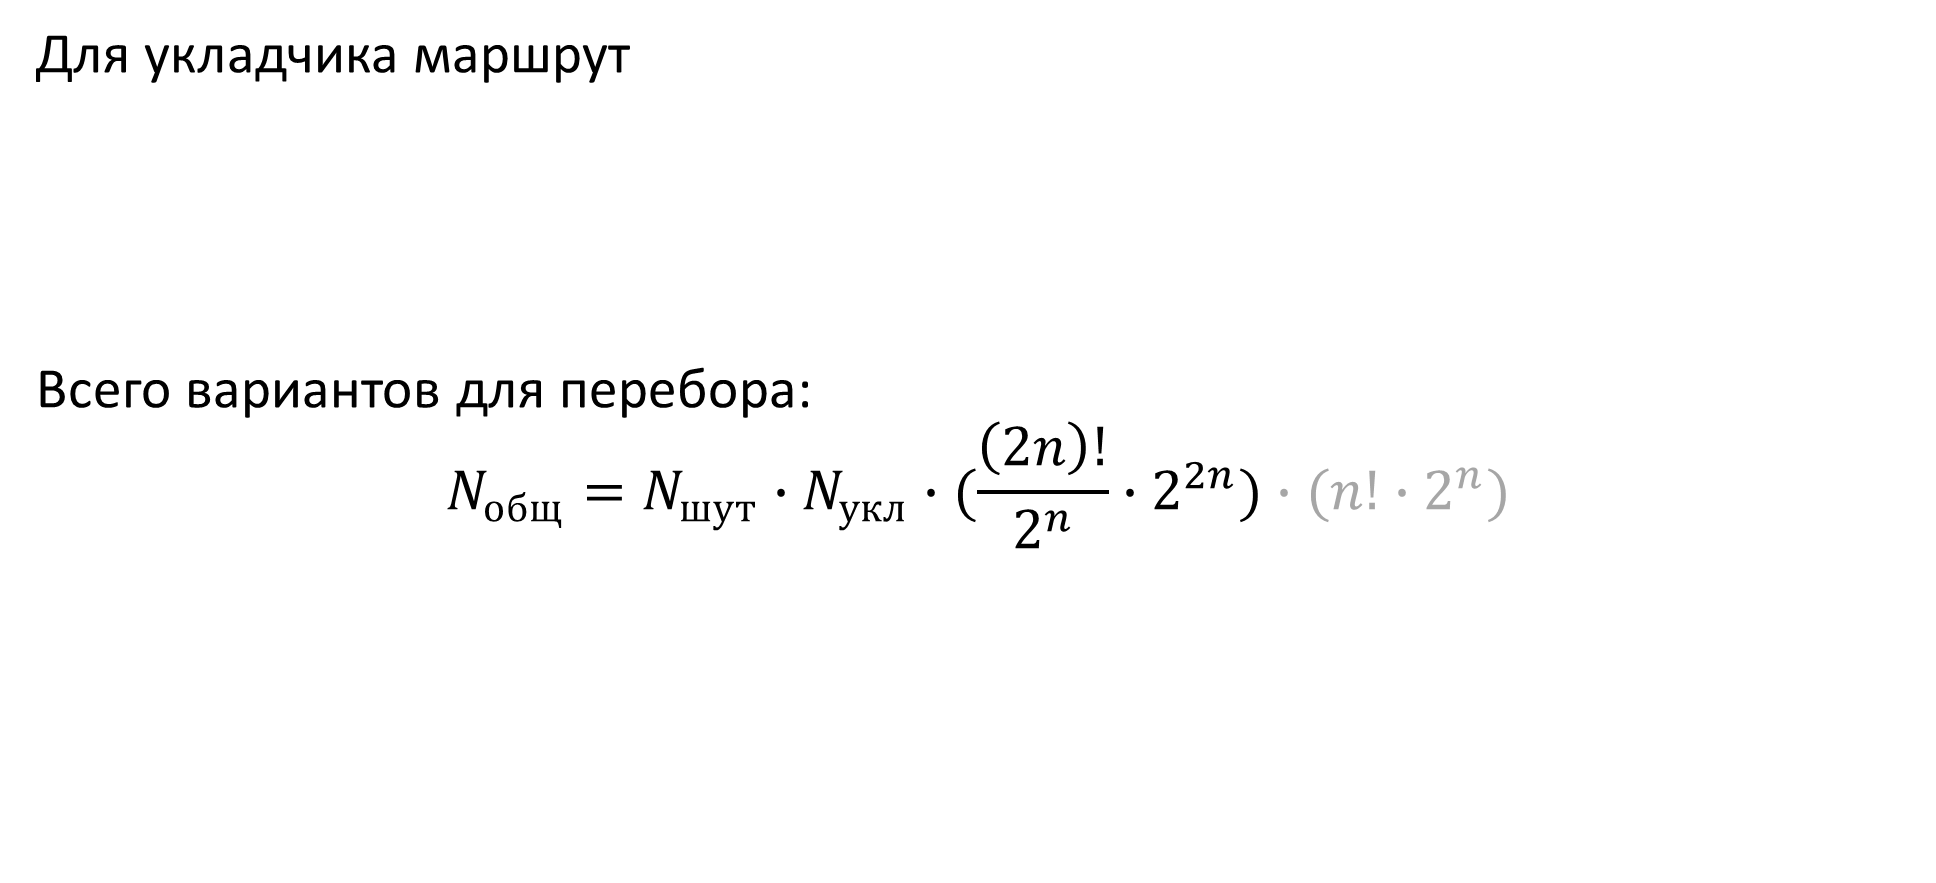 Для укладчика маршрут
Всего вариантов для перебора:
N_общ = N_шут · N_укл · ((2n)!/2^n · 2^{2n}) · (n! · 2^n)